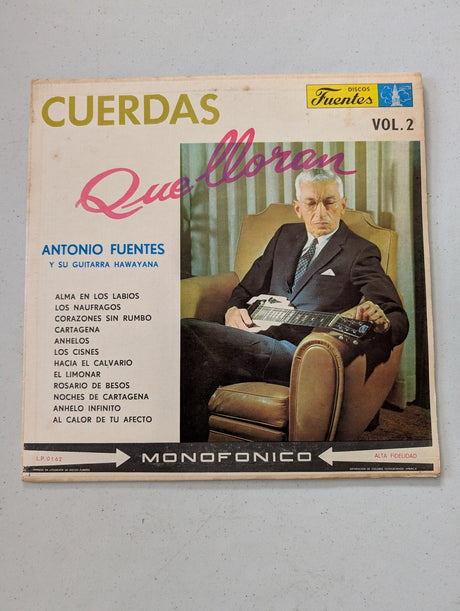 CUERDAS
DISCOS
Fuentes
VOL. 2
Que lloran
ANTONIO FUENTES
Y SU GUITARRA HAWAYANA
ALMA EN LOS LABIOS
LOS NAUFRAGOS
CORAZONES SIN RUMBO
CARTAGENA
ANHELOS
LOS CISNES
HACIA EL CALVARIO
EL LIMONAR
ROSARIO DE BESOS
NOCHES DE CARTAGENA
ANHELO INFINITO
AL CALOR DE TU AFECTO
L.P. 0162
MONOFONICO
ALTA FIDELIDAD